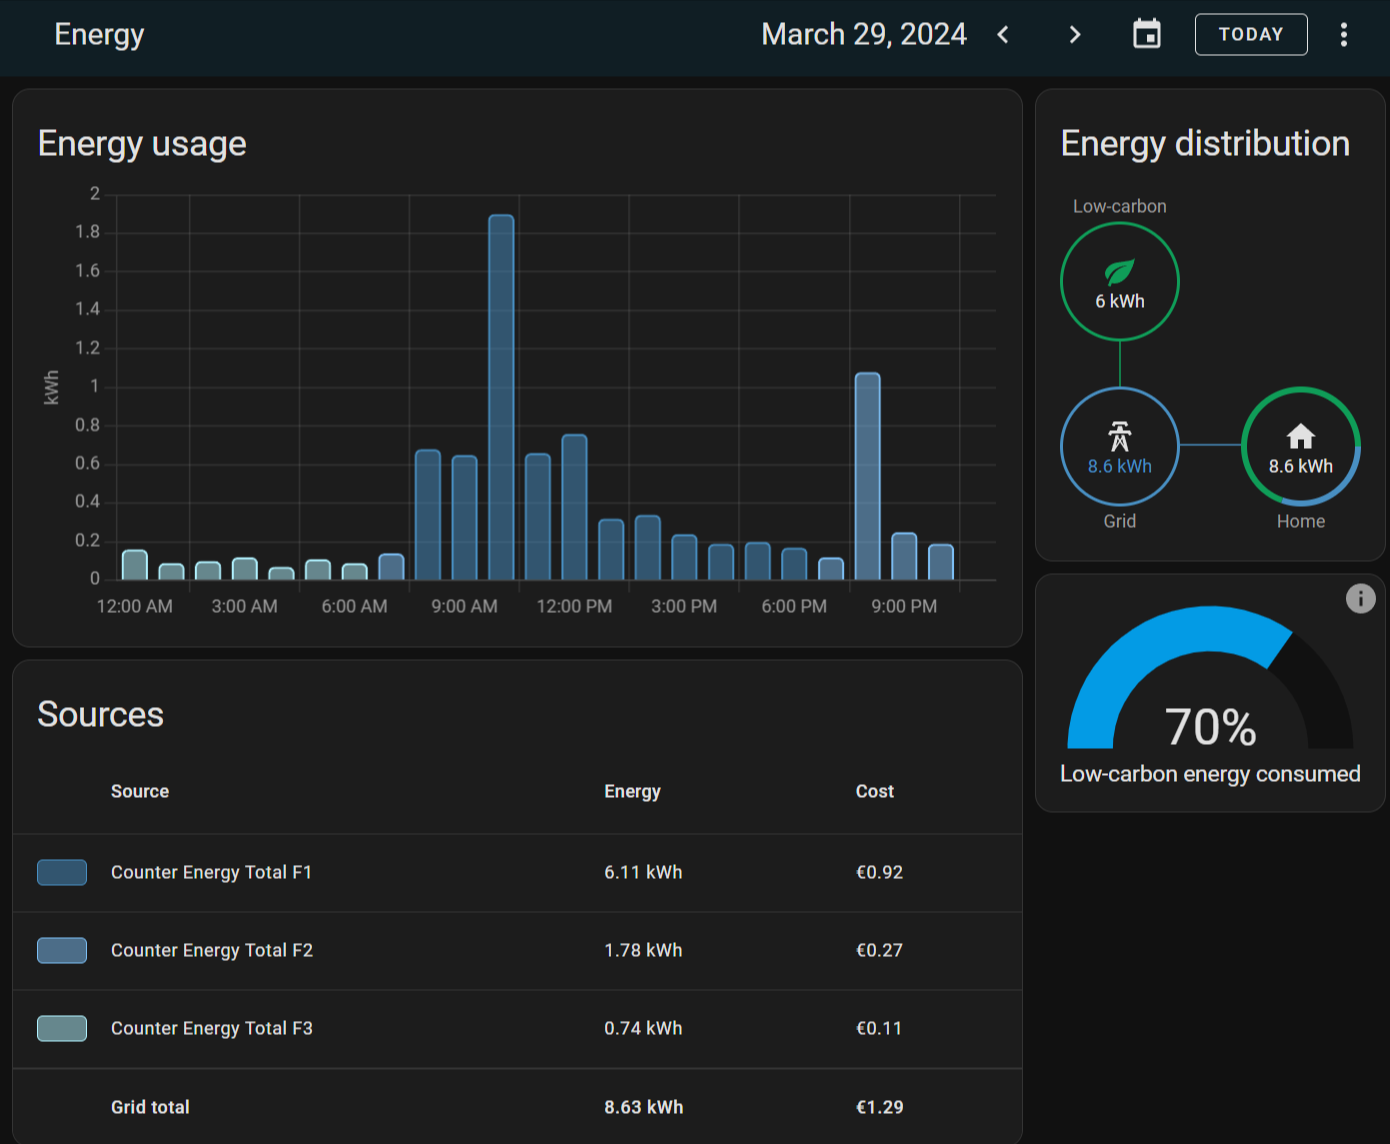 Energy
March 29, 2024
TODAY
Energy usage
2
1.8
1.6
1.4
1.2
1
0.8
0.6
0.4
0.2
0
kWh
12:00 AM 3:00 AM 6:00 AM 9:00 AM 12:00 PM 3:00 PM 6:00 PM 9:00 PM
Energy distribution
Low-carbon
6 kWh
8.6 kWh 8.6 kWh
Grid Home
70%
Low-carbon energy consumed
Sources
Source Energy Cost
Counter Energy Total F1 6.11 kWh €0.92
Counter Energy Total F2 1.78 kWh €0.27
Counter Energy Total F3 0.74 kWh €0.11
Grid total 8.63 kWh €1.29